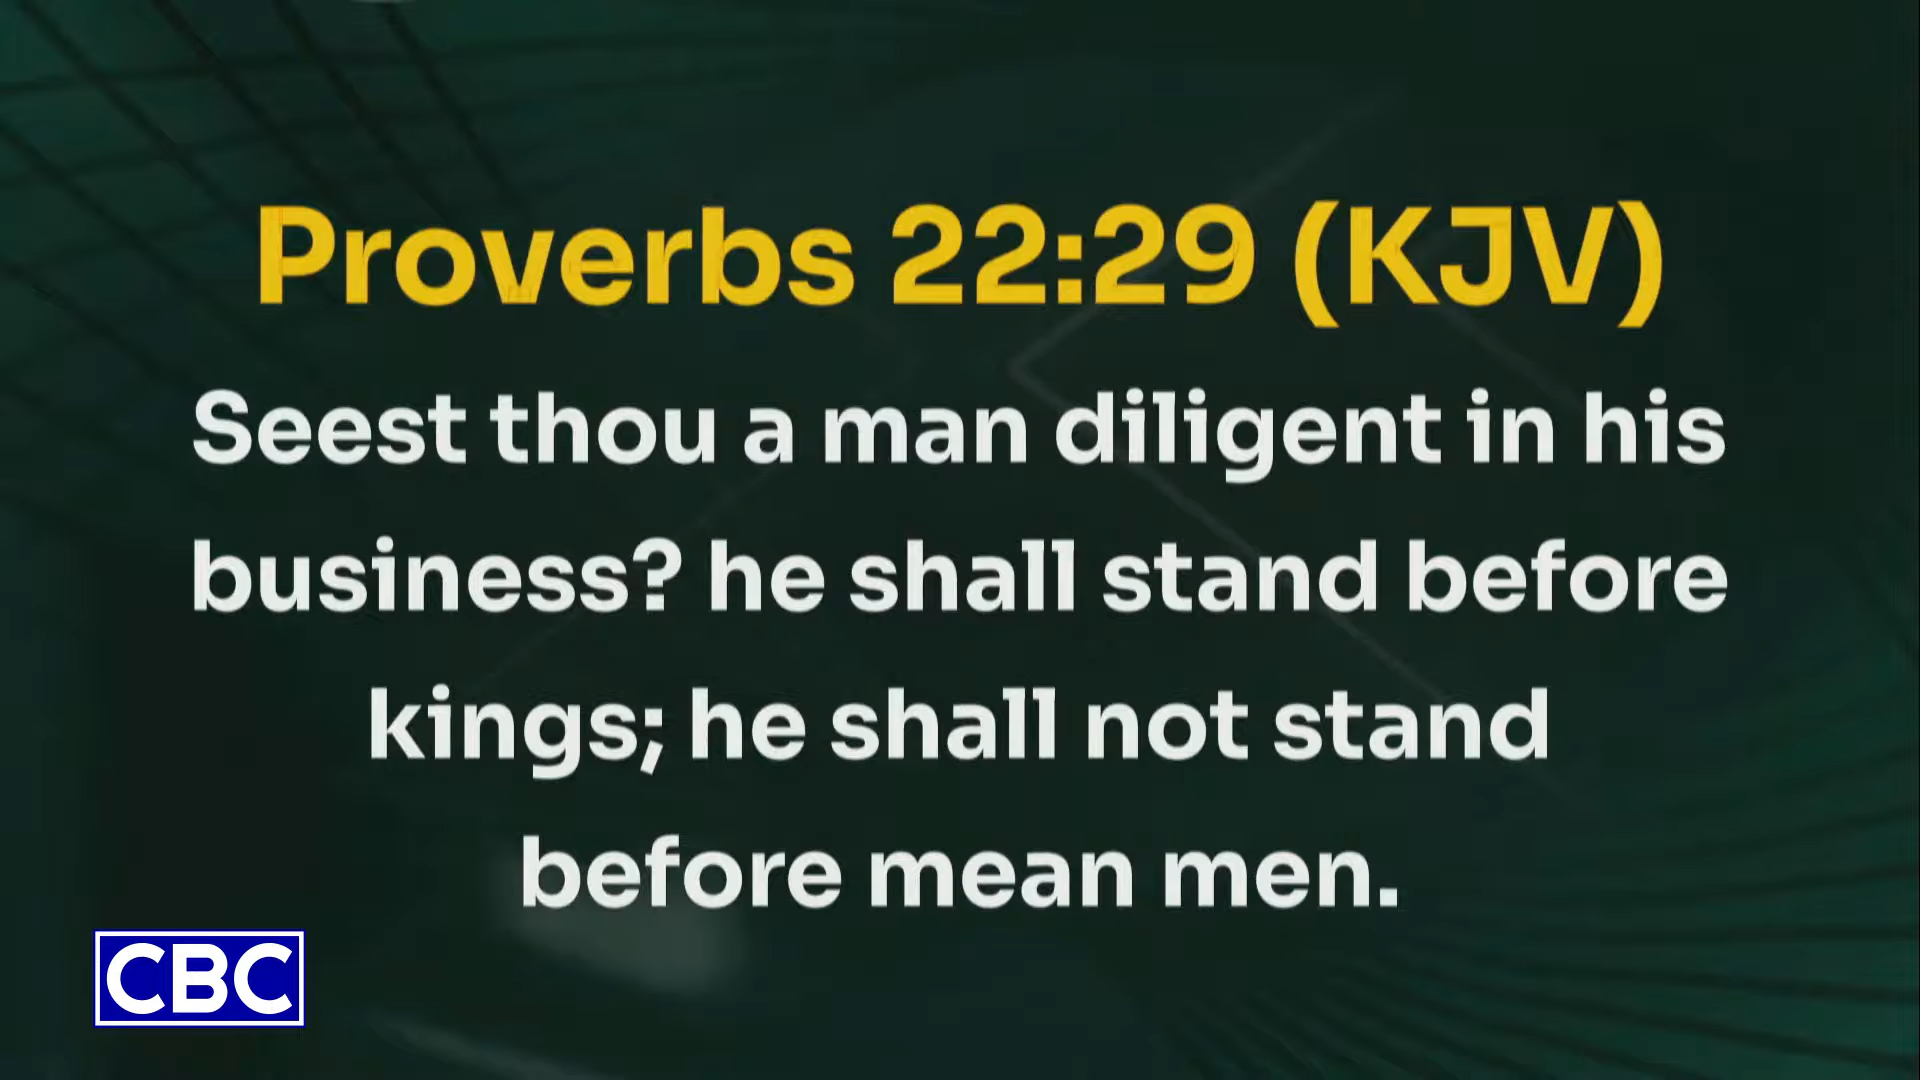 Proverbs 22:29 (KJV)
Seest thou a man diligent in his
business? he shall stand before
kings; he shall not stand
before mean men.
CBC